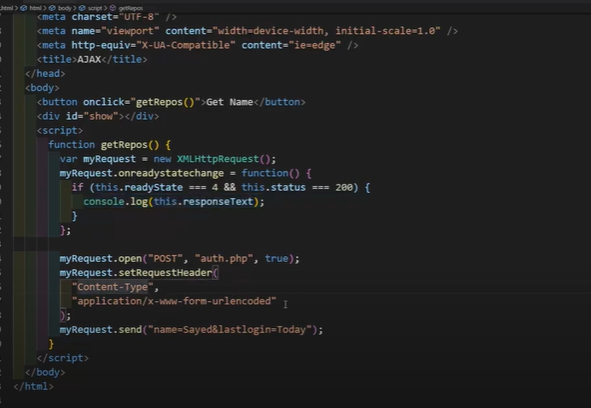 .html > html > body > script > getRepos
<meta charset="UTF-8" />
<meta name="viewport" content="width=device-width, initial-scale=1.0" />
<meta http-equiv="X-UA-Compatible" content="ie=edge" />
<title>AJAX</title>
</head>
<body>
<button onclick="getRepos()">Get Name</button>
<div id="show"></div>
<script>
function getRepos() {
var myRequest = new XMLHttpRequest();
myRequest.onreadystatechange = function() {
if (this.readyState === 4 && this.status === 200) {
console.log(this.responseText);
}
};
myRequest.open("POST", "auth.php", true);
myRequest.setRequestHeader(
"Content-Type",
"application/x-www-form-urlencoded"
);
myRequest.send("name=Sayed&lastlogin=Today");
}
</script>
</body>
</html>